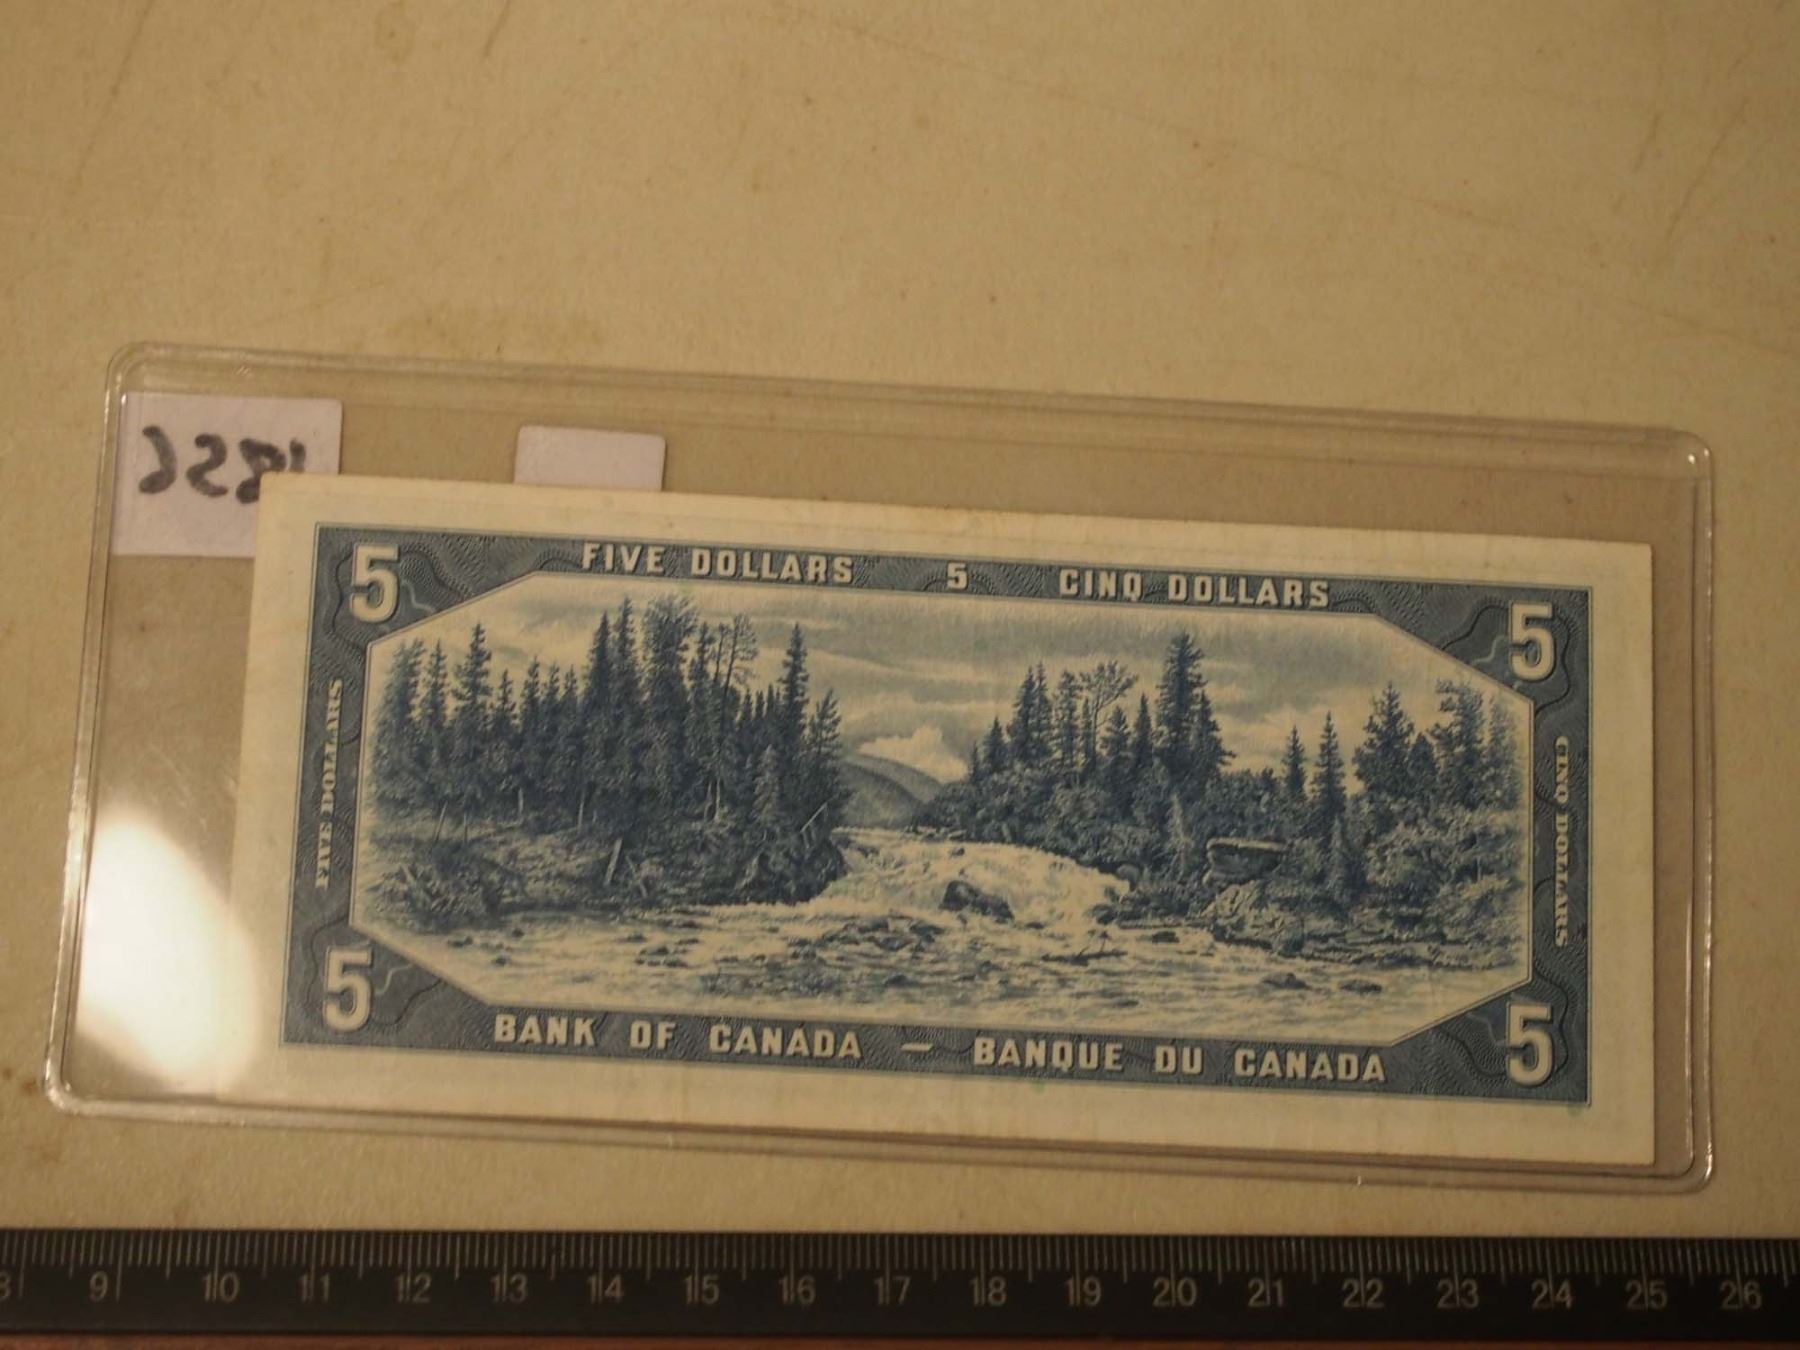 FIVE DOLLARS 5 CINQ DOLLARS
5 5
FIVE DOLLARS
CINQ DOLLARS
5 5
BANK OF CANADA — BANQUE DU CANADA
8 9 10 11 12 13 14 15 16 17 18 19 20 21 22 23 24 25 26